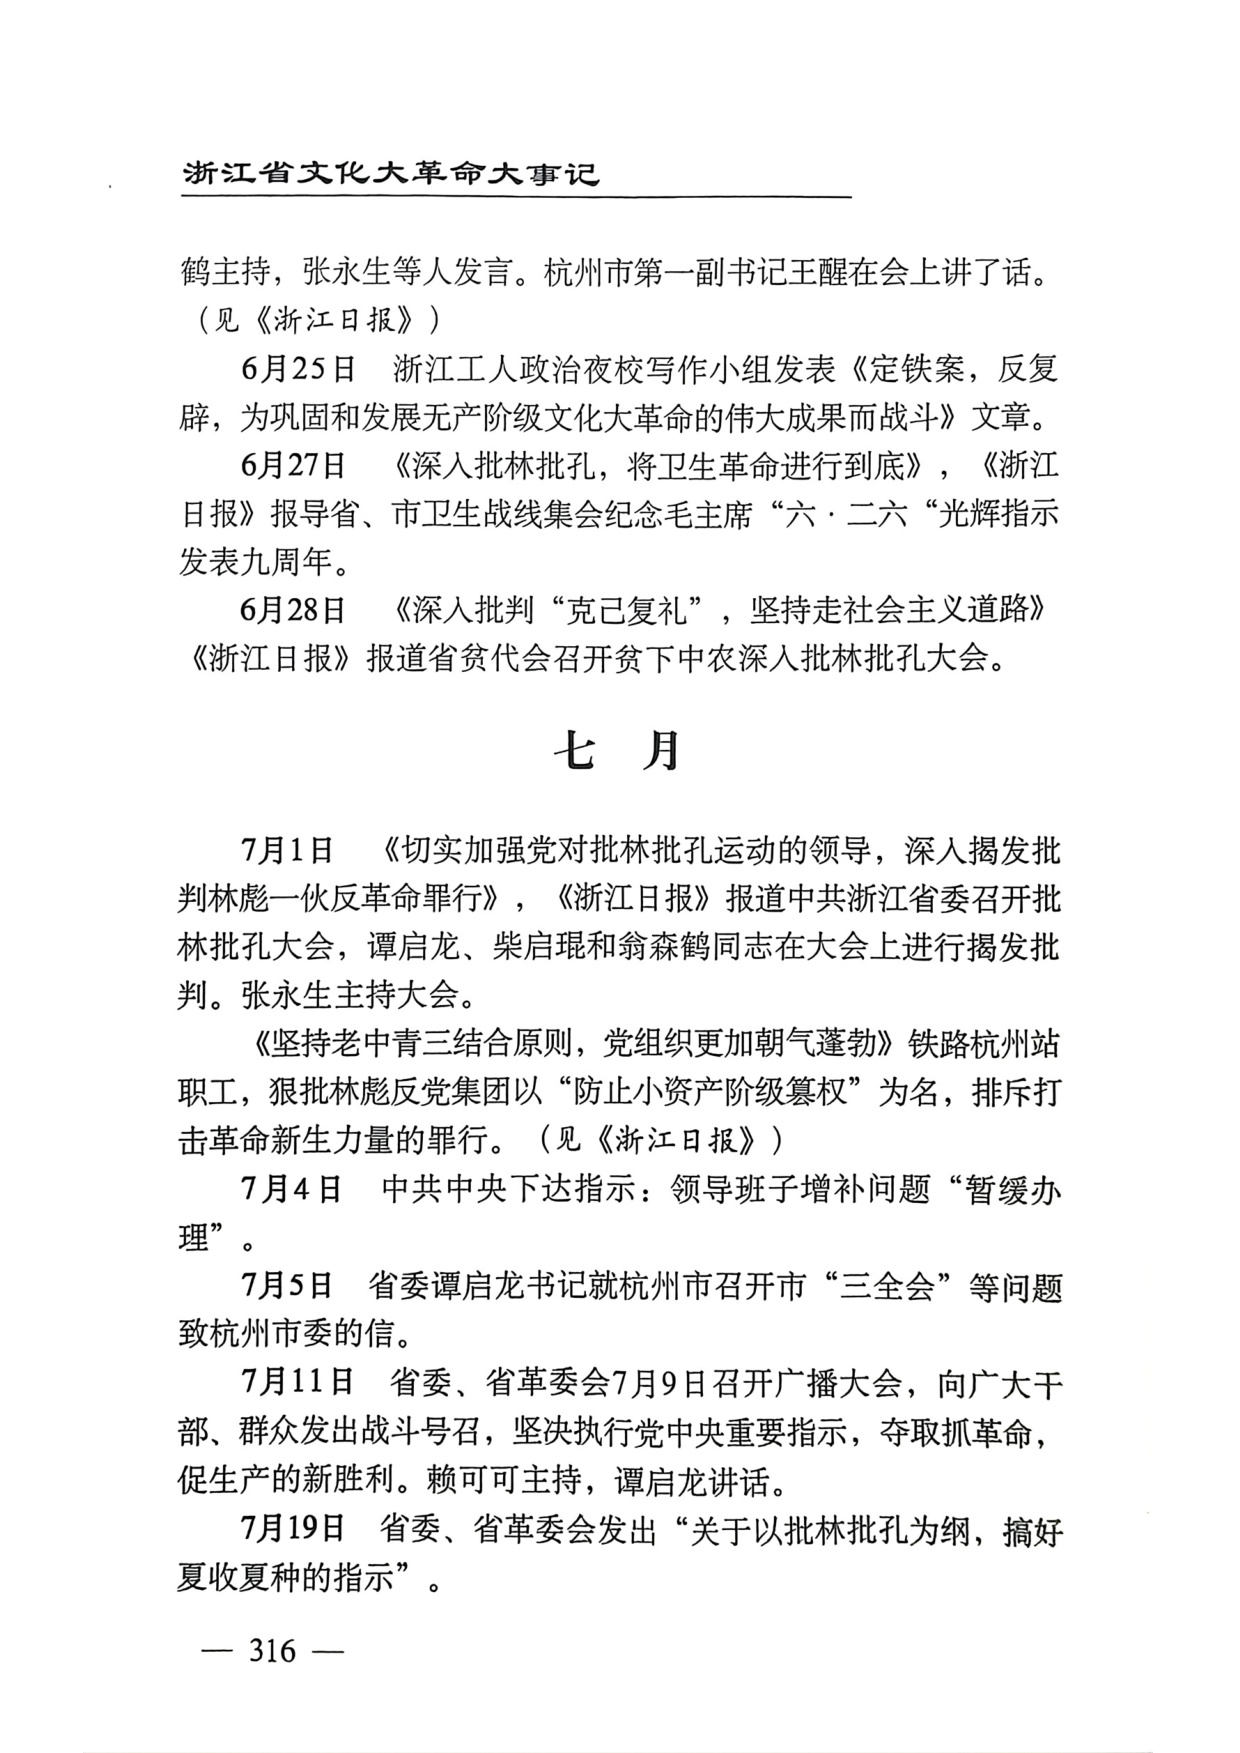 浙江省文化大革命大事记
鹤主持，张永生等人发言。杭州市第一副书记王醒在会上讲了话。
（见《浙江日报》）
6月25日　浙江工人政治夜校写作小组发表《定铁案，反复
辟，为巩固和发展无产阶级文化大革命的伟大成果而战斗》文章。
6月27日　《深入批林批孔，将卫生革命进行到底》，《浙江
日报》报导省、市卫生战线集会纪念毛主席“六·二六“光辉指示
发表九周年。
6月28日　《深入批判“克己复礼”，坚持走社会主义道路》
《浙江日报》报道省贫代会召开贫下中农深入批林批孔大会。
七　月
7月1日　《切实加强党对批林批孔运动的领导，深入揭发批
判林彪一伙反革命罪行》，《浙江日报》报道中共浙江省委召开批
林批孔大会，谭启龙、柴启琨和翁森鹤同志在大会上进行揭发批
判。张永生主持大会。
《坚持老中青三结合原则，党组织更加朝气蓬勃》铁路杭州站
职工，狠批林彪反党集团以“防止小资产阶级篡权”为名，排斥打
击革命新生力量的罪行。（见《浙江日报》）
7月4日　中共中央下达指示：领导班子增补问题“暂缓办
理”。
7月5日　省委谭启龙书记就杭州市召开市“三全会”等问题
致杭州市委的信。
7月11日　省委、省革委会7月9日召开广播大会，向广大干
部、群众发出战斗号召，坚决执行党中央重要指示，夺取抓革命，
促生产的新胜利。赖可可主持，谭启龙讲话。
7月19日　省委、省革委会发出“关于以批林批孔为纲，搞好
夏收夏种的指示”。
— 316 —